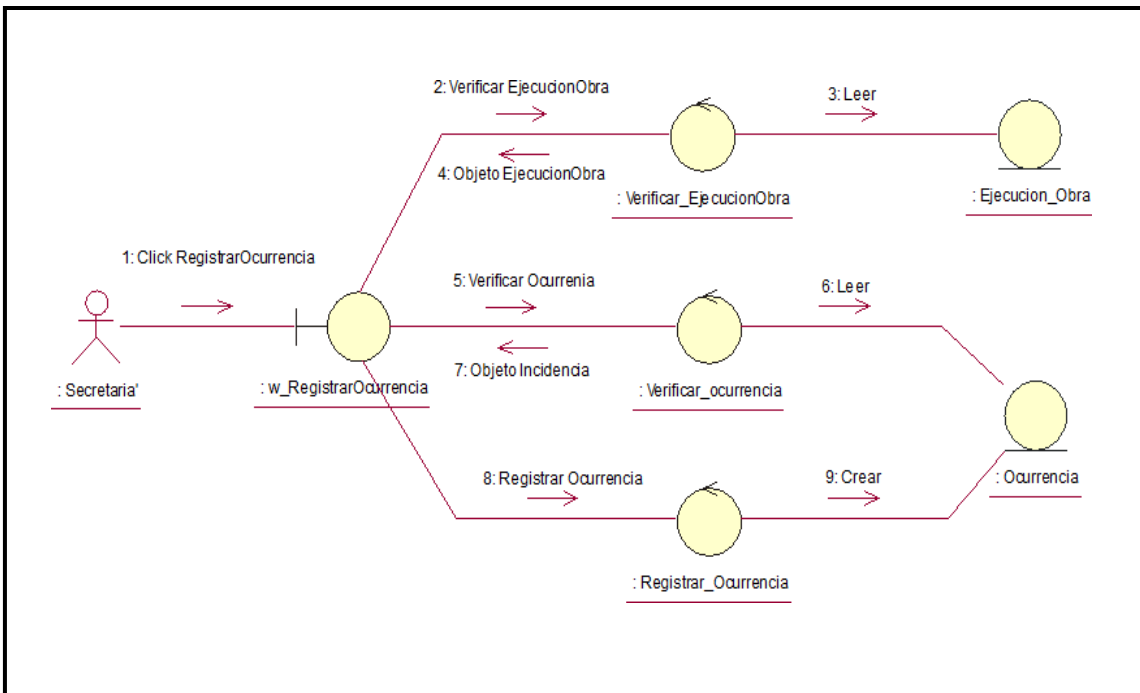 2: Verificar EjecucionObra
3: Leer
4: Objeto EjecucionObra
: Verificar_EjecucionObra
: Ejecucion_Obra
1: Click RegistrarOcurrencia
5: Verificar Ocurrenia
6: Leer
7: Objeto Incidencia
: Secretaria'
: w_RegistrarOcurrencia
: Verificar_ocurrencia
8: Registrar Ocurrencia
9: Crear
: Ocurrencia
: Registrar_Ocurrencia